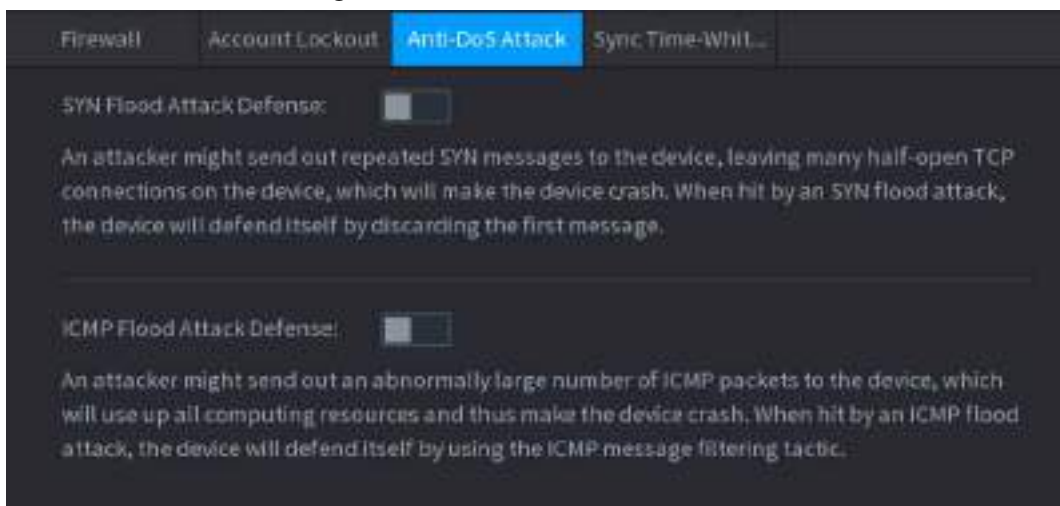 Firewall Account Lockout Anti-DoS Attack Sync Time-Whit...
SYN Flood Attack Defense:
An attacker might send out repeated SYN messages to the device, leaving many half-open TCP
connections on the device, which will make the device crash. When hit by an SYN flood attack,
the device will defend itself by discarding the first message.
ICMP Flood Attack Defense:
An attacker might send out an abnormally large number of ICMP packets to the device, which
will use up all computing resources and thus make the device crash. When hit by an ICMP flood
attack, the device will defend itself by using the ICMP message filtering tactic.